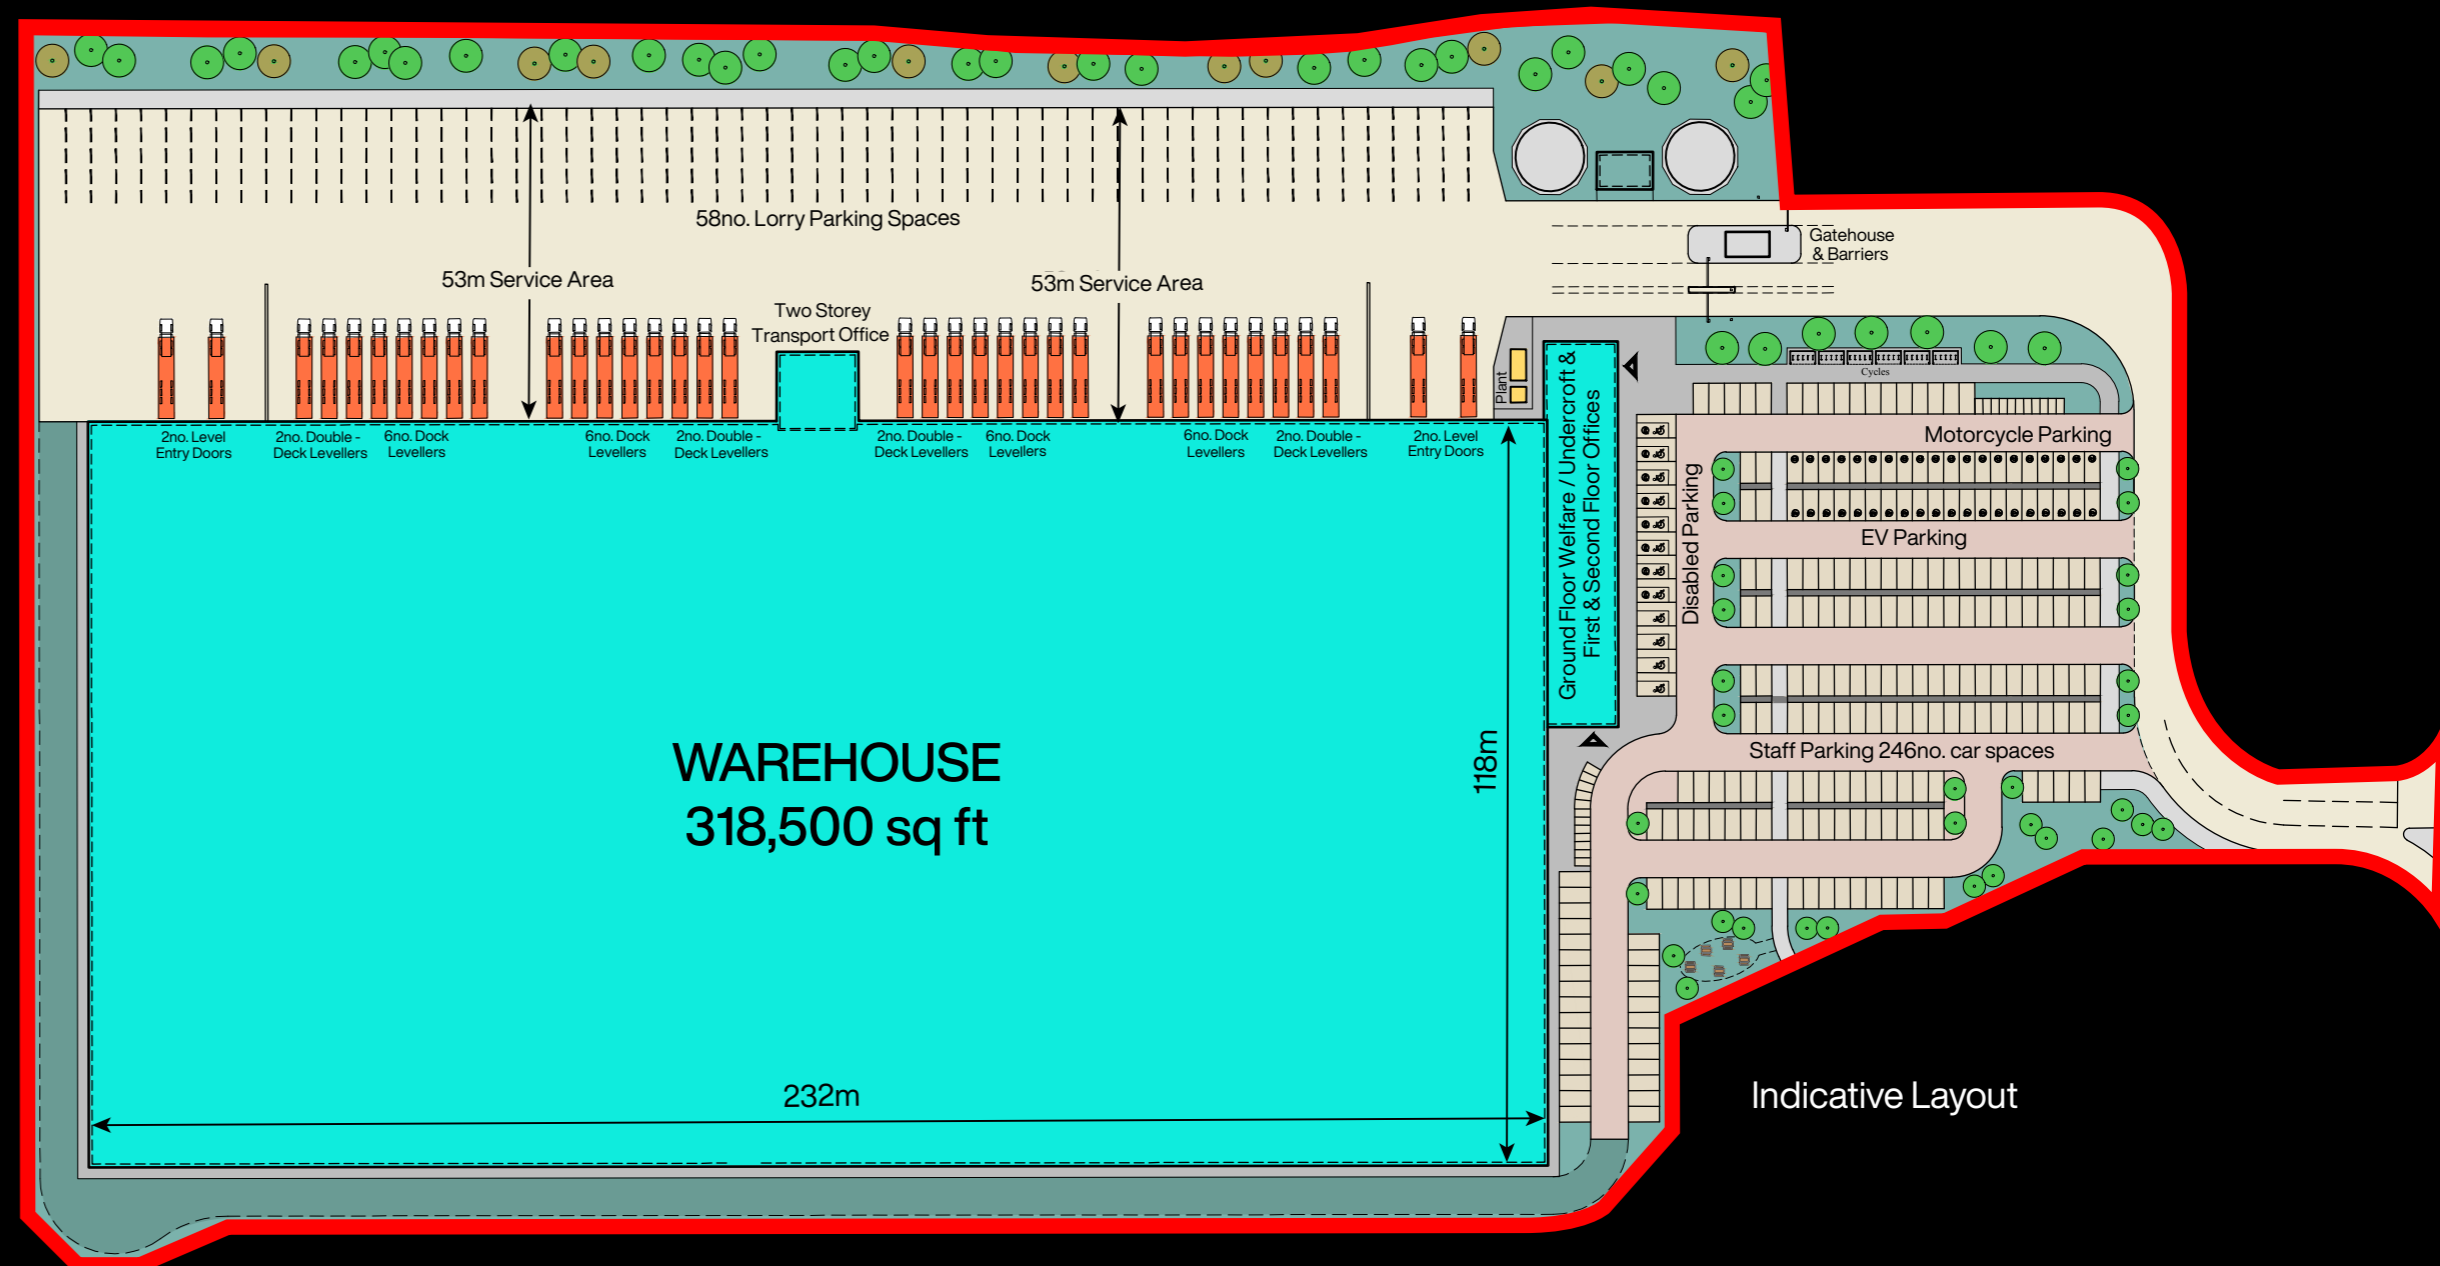 58no. Lorry Parking Spaces
53m Service Area
53m Service Area
Gatehouse
& Barriers
Two Storey
Transport Office
Plant
Cycles
2no. Level
Entry Doors
2no. Double -
Deck Levellers
6no. Dock
Levellers
6no. Dock
Levellers
2no. Double -
Deck Levellers
2no. Double -
Deck Levellers
6no. Dock
Levellers
6no. Dock
Levellers
2no. Double -
Deck Levellers
2no. Level
Entry Doors
Ground Floor Welfare / Undercroft &
First & Second Floor Offices
Disabled Parking
Motorcycle Parking
EV Parking
Staff Parking 246no. car spaces
WAREHOUSE
318,500 sq ft
118m
232m
Indicative Layout